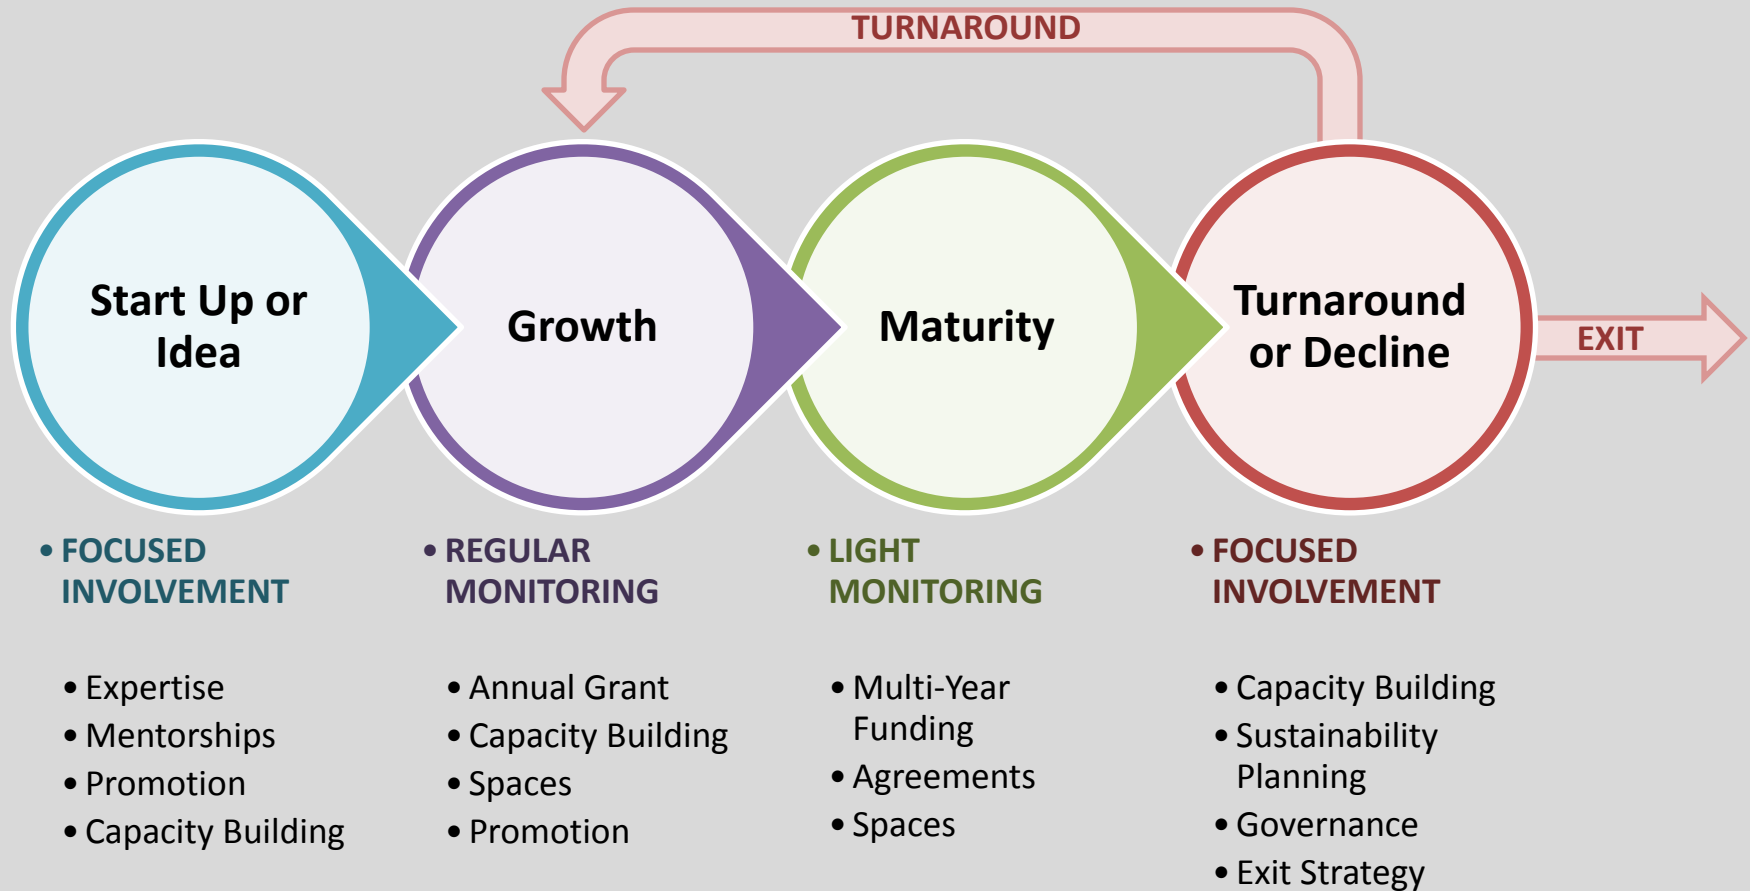 TURNAROUND
Start Up or
Idea
Growth
Maturity
Turnaround
or Decline
EXIT
• FOCUSED
INVOLVEMENT
• Expertise
• Mentorships
• Promotion
• Capacity Building
• REGULAR
MONITORING
• Annual Grant
• Capacity Building
• Spaces
• Promotion
• LIGHT
MONITORING
• Multi-Year
Funding
• Agreements
• Spaces
• FOCUSED
INVOLVEMENT
• Capacity Building
• Sustainability
Planning
• Governance
• Exit Strategy